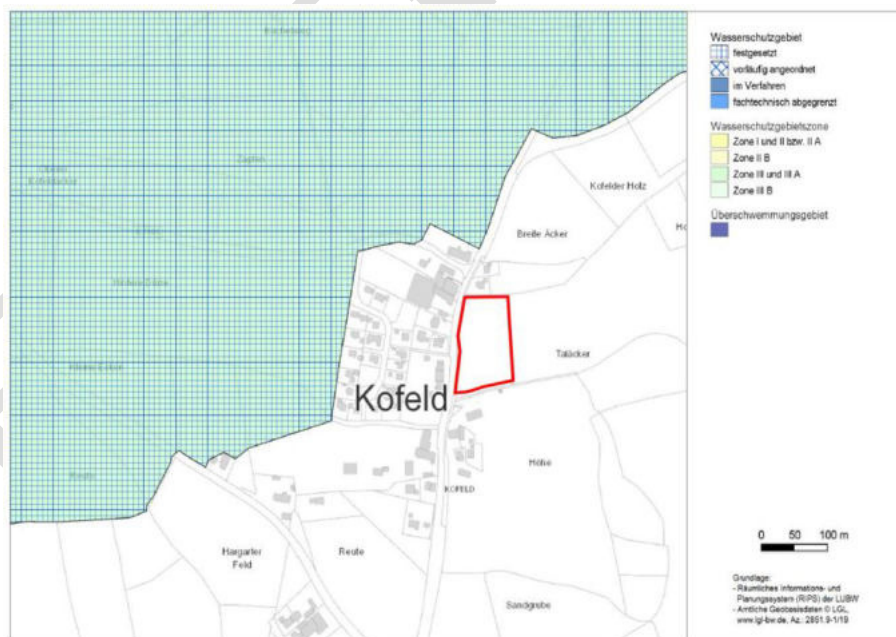 Wasserschutzgebiet
festgesetzt
vorläufig angeordnet
im Verfahren
fachtechnisch abgegrenzt
Wasserschutzgebietszone
Zone I und II bzw. II A
Zone II B
Zone III und III A
Zone III B
Überschwemmungsgebiet
Kofelder Holz
Breite Äcker
Taläcker
Kofeld
Höhe
KOFELD
Hargarter
Feld
Reute
Reute
Sandgrube
0 50 100 m
Grundlage:
- Räumliches Informations- und
Planungssystem (RIPS) der LUBW
- Amtliche Geobasisdaten © LGL,
www.lgl-bw.de, Az.: 2851.9-1/19